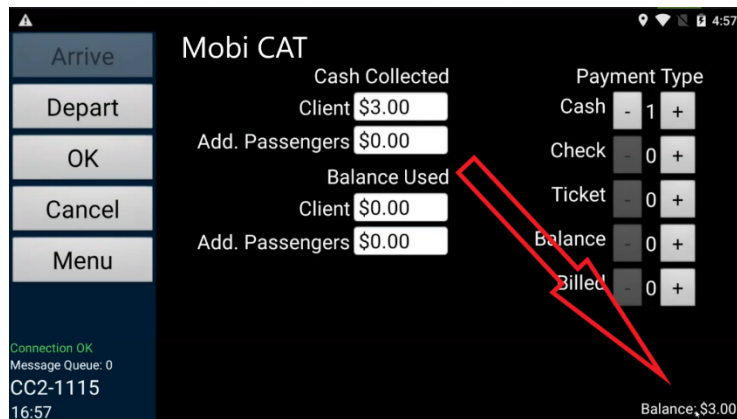 4:57
Arrive
Depart
OK
Cancel
Menu
Connection OK
Message Queue: 0
CC2-1115
16:57
Mobi CAT
Cash Collected
Client $3.00
Add. Passengers $0.00
Balance Used
Client $0.00
Add. Passengers $0.00
Payment Type
Cash - 1 +
Check - 0 +
Ticket - 0 +
Balance - 0 +
Billed - 0 +
Balance: $3.00